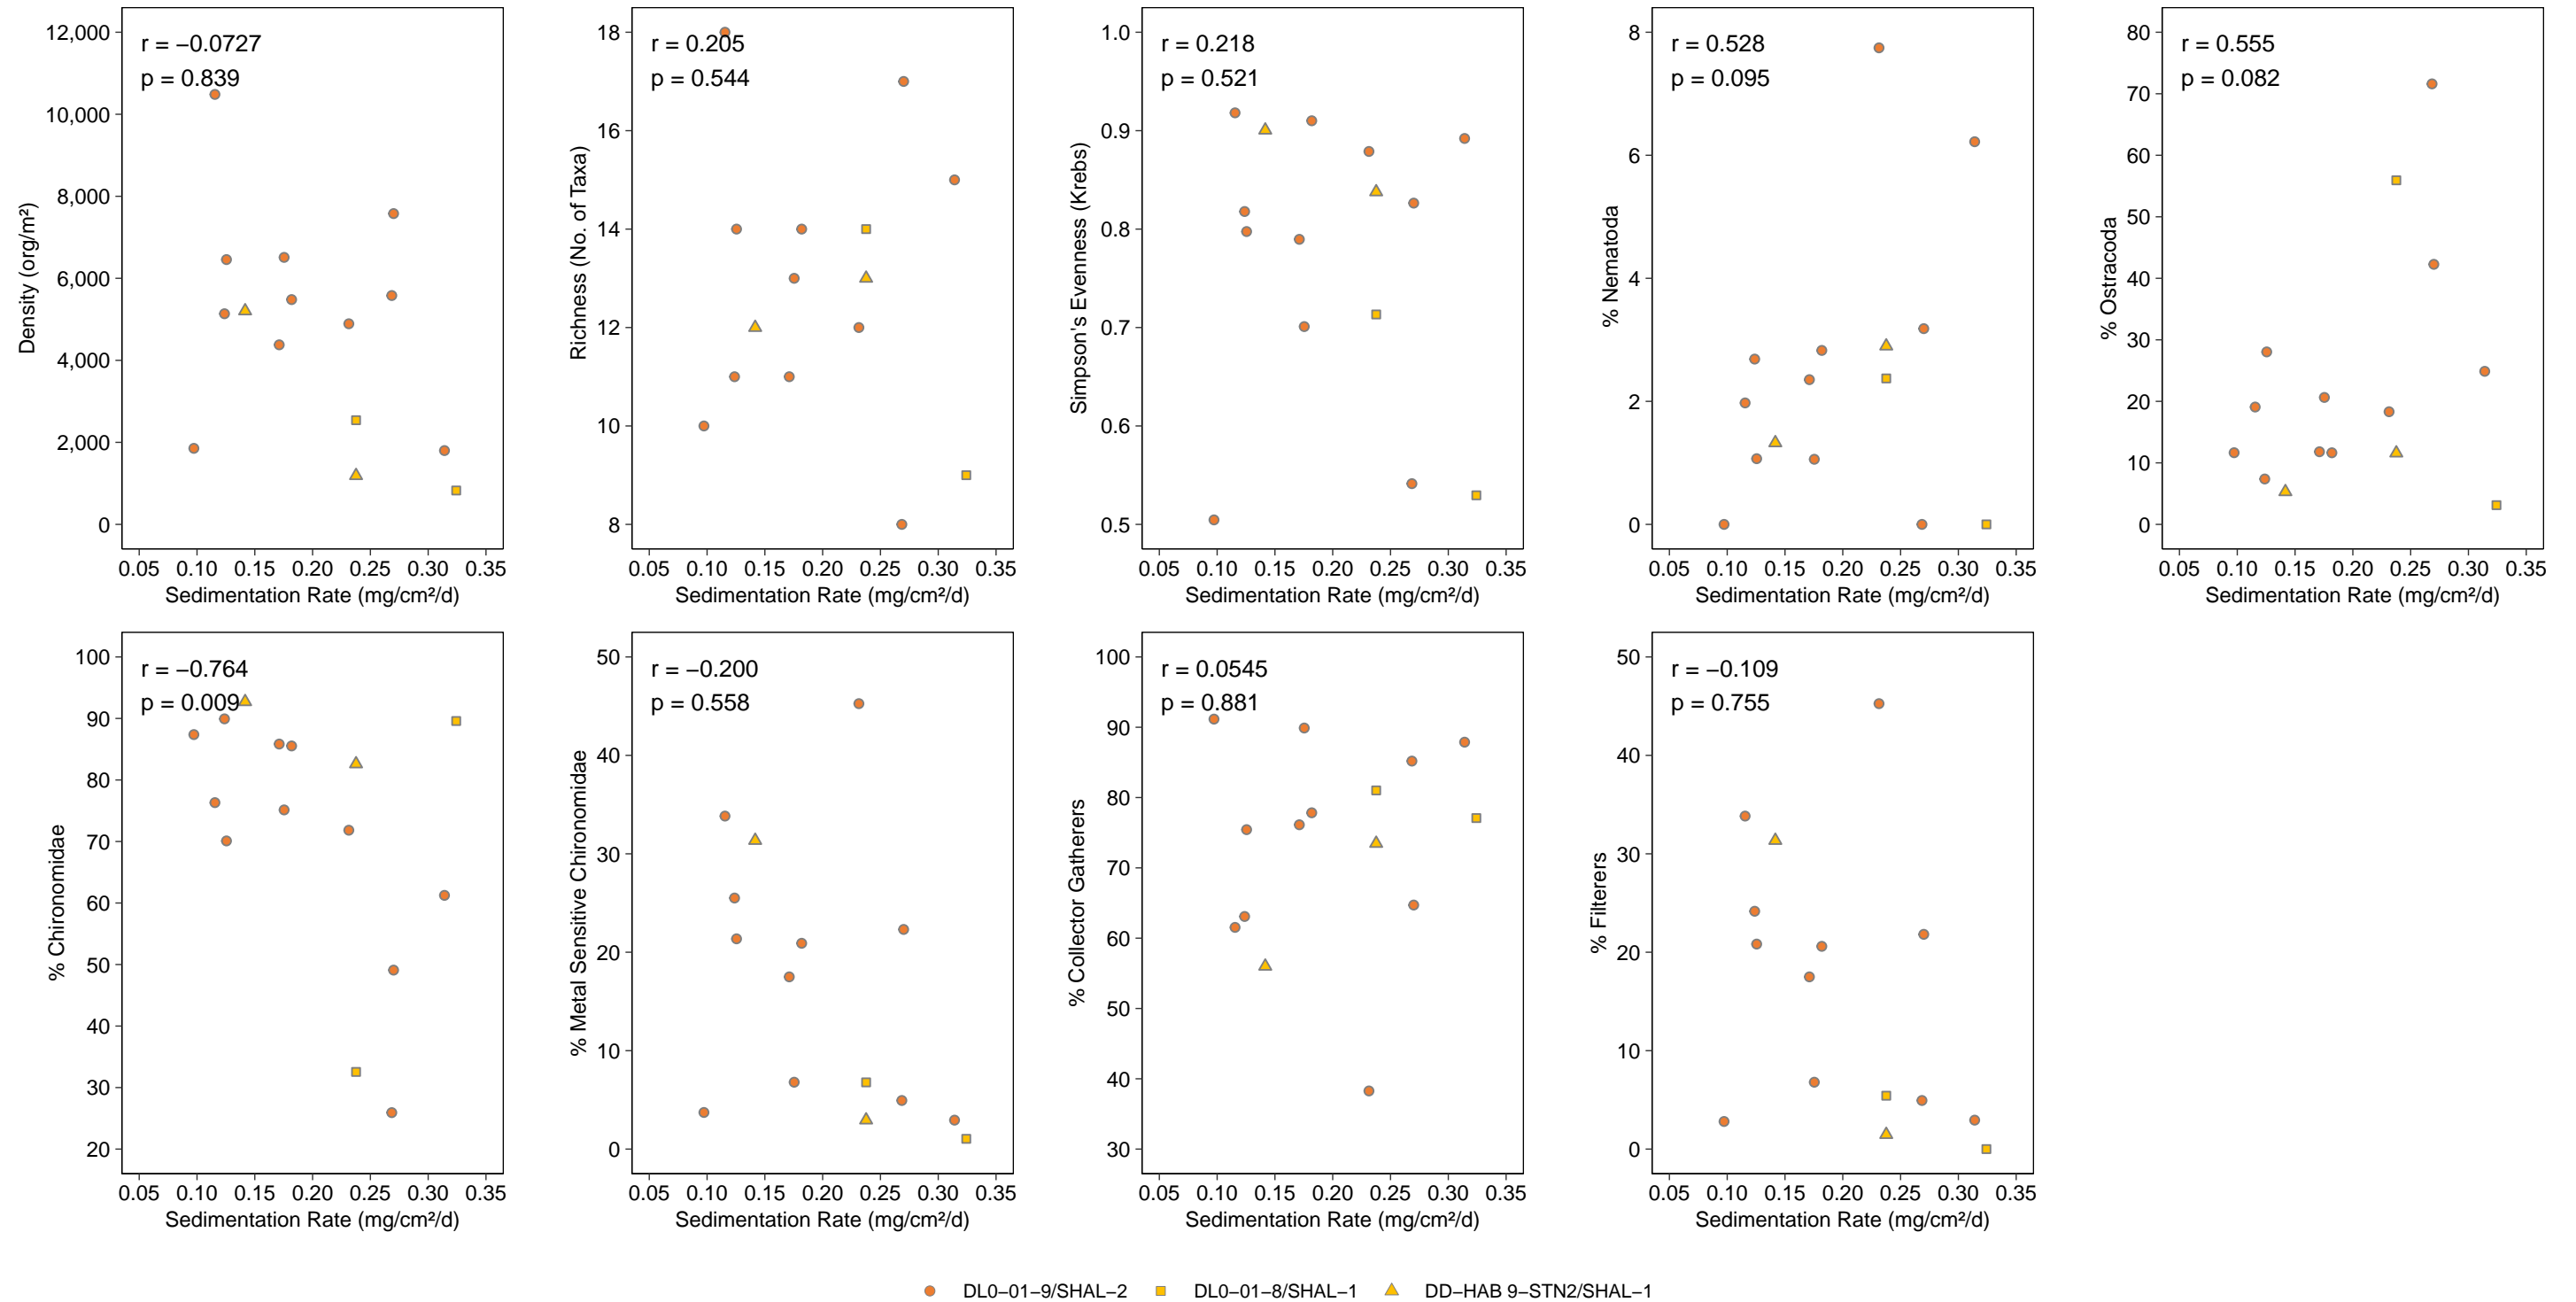 r = −0.0727
p = 0.839
12,000
10,000
8,000
6,000
4,000
2,000
0
Density (org/m²)
0.05 0.10 0.15 0.20 0.25 0.30 0.35
Sedimentation Rate (mg/cm²/d)
r = 0.205
p = 0.544
18
16
14
12
10
8
Richness (No. of Taxa)
0.05 0.10 0.15 0.20 0.25 0.30 0.35
Sedimentation Rate (mg/cm²/d)
r = 0.218
p = 0.521
1.0
0.9
0.8
0.7
0.6
0.5
Simpson's Evenness (Krebs)
0.05 0.10 0.15 0.20 0.25 0.30 0.35
Sedimentation Rate (mg/cm²/d)
r = 0.528
p = 0.095
8
6
4
2
0
% Nematoda
0.05 0.10 0.15 0.20 0.25 0.30 0.35
Sedimentation Rate (mg/cm²/d)
r = 0.555
p = 0.082
80
70
60
50
40
30
20
10
0
% Ostracoda
0.05 0.10 0.15 0.20 0.25 0.30 0.35
Sedimentation Rate (mg/cm²/d)
r = −0.764
p = 0.009
100
90
80
70
60
50
40
30
20
% Chironomidae
0.05 0.10 0.15 0.20 0.25 0.30 0.35
Sedimentation Rate (mg/cm²/d)
r = −0.200
p = 0.558
50
40
30
20
10
0
% Metal Sensitive Chironomidae
0.05 0.10 0.15 0.20 0.25 0.30 0.35
Sedimentation Rate (mg/cm²/d)
r = 0.0545
p = 0.881
100
90
80
70
60
50
40
30
% Collector Gatherers
0.05 0.10 0.15 0.20 0.25 0.30 0.35
Sedimentation Rate (mg/cm²/d)
r = −0.109
p = 0.755
50
40
30
20
10
0
% Filterers
0.05 0.10 0.15 0.20 0.25 0.30 0.35
Sedimentation Rate (mg/cm²/d)
DL0−01−9/SHAL−2 DL0−01−8/SHAL−1 DD−HAB 9−STN2/SHAL−1